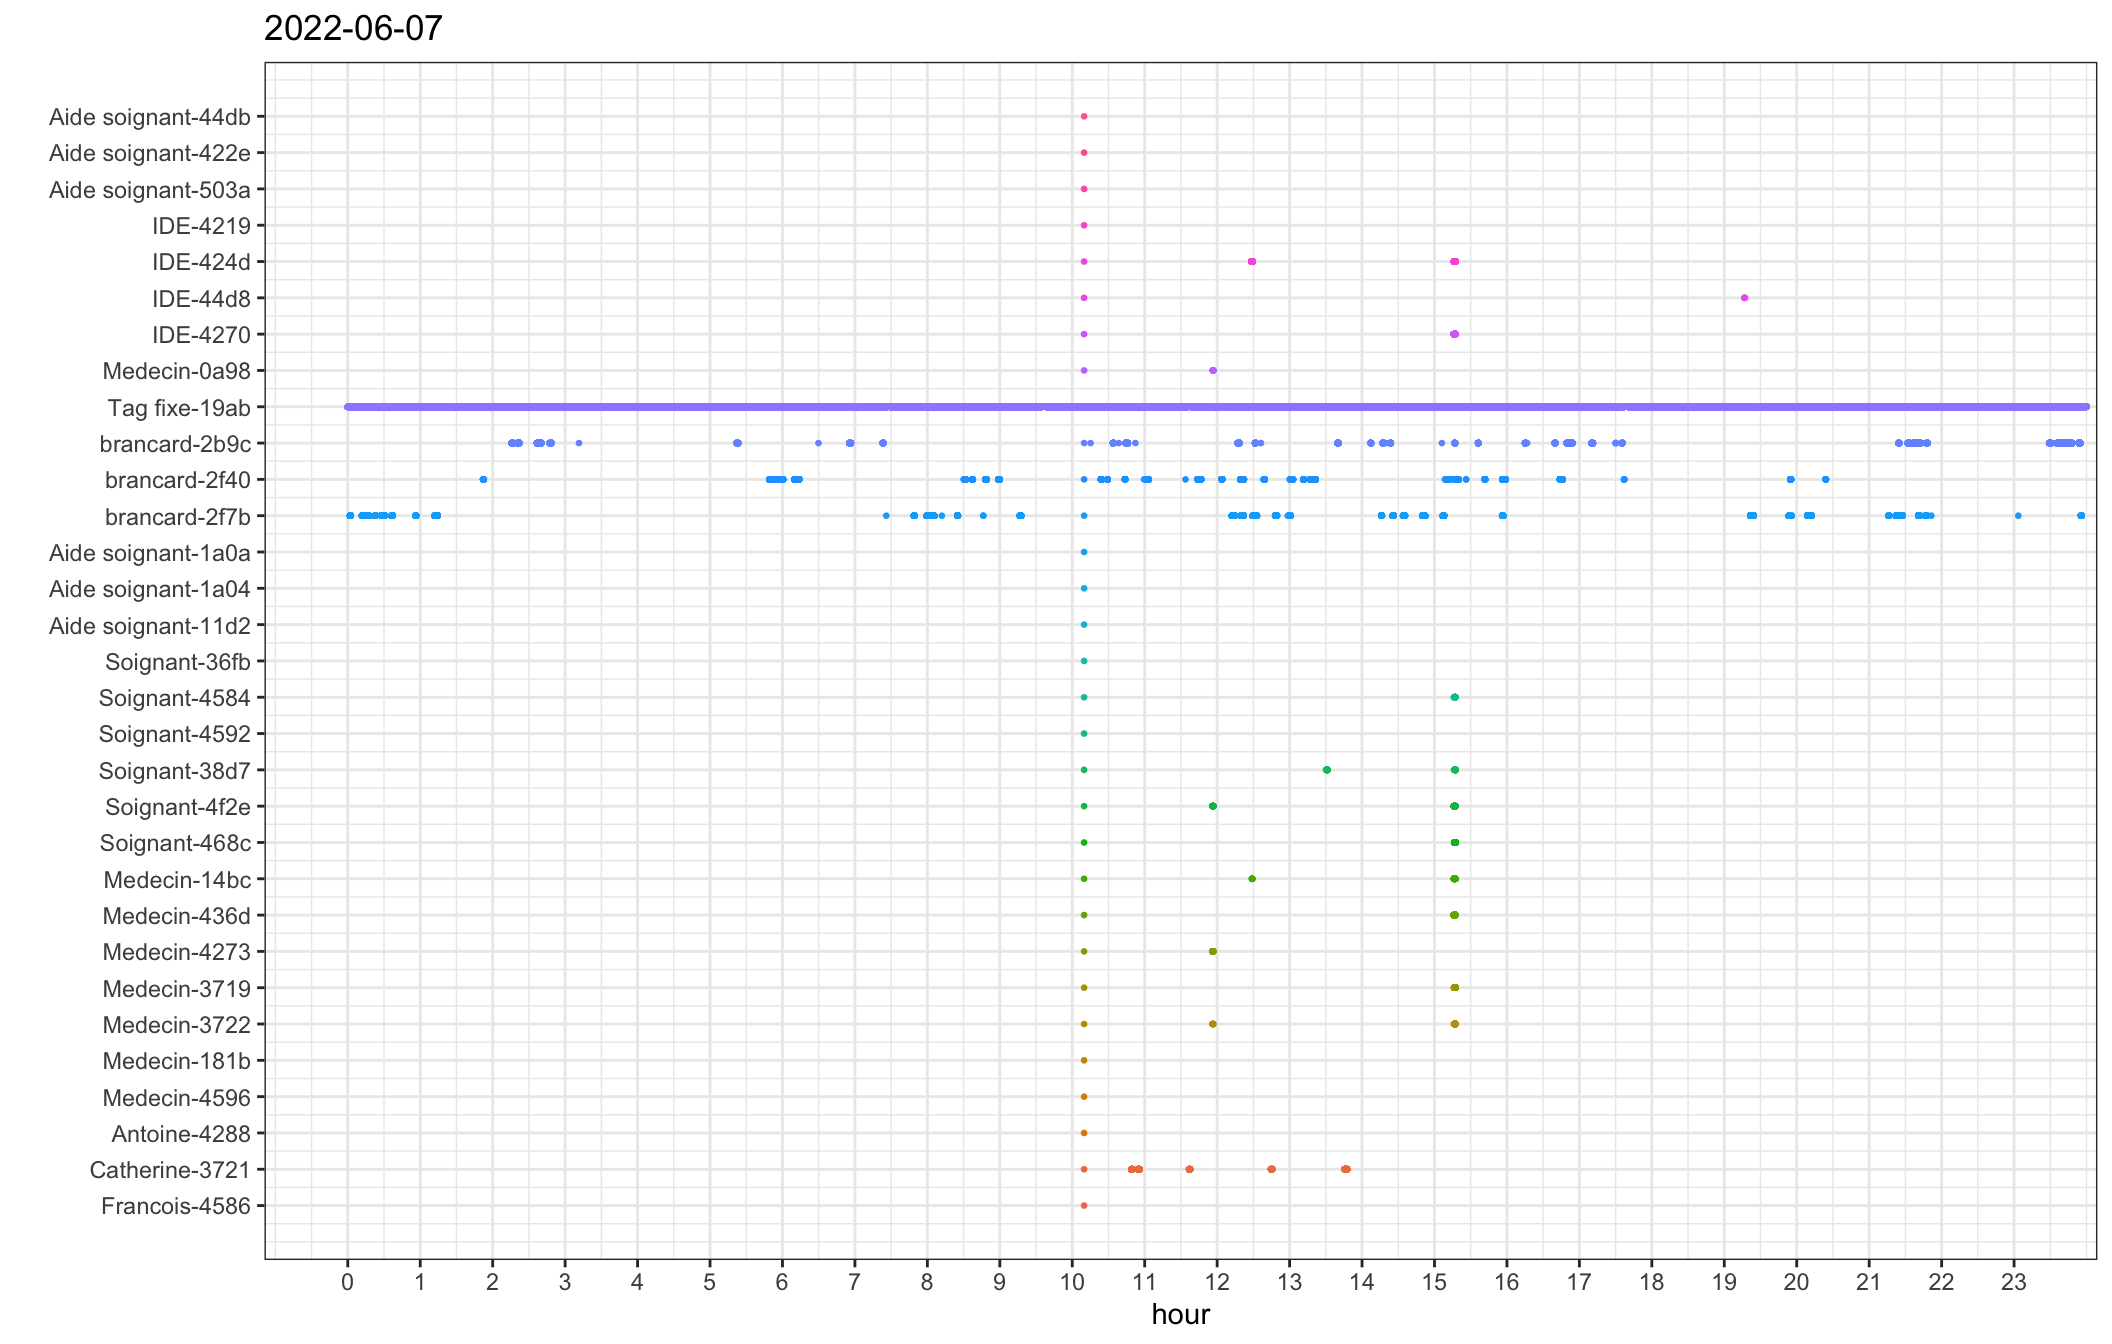 2022-06-07
Aide soignant-44db
Aide soignant-422e
Aide soignant-503a
IDE-4219
IDE-424d
IDE-44d8
IDE-4270
Medecin-0a98
Tag fixe-19ab
brancard-2b9c
brancard-2f40
brancard-2f7b
Aide soignant-1a0a
Aide soignant-1a04
Aide soignant-11d2
Soignant-36fb
Soignant-4584
Soignant-4592
Soignant-38d7
Soignant-4f2e
Soignant-468c
Medecin-14bc
Medecin-436d
Medecin-4273
Medecin-3719
Medecin-3722
Medecin-181b
Medecin-4596
Antoine-4288
Catherine-3721
Francois-4586
0 1 2 3 4 5 6 7 8 9 10 11 12 13 14 15 16 17 18 19 20 21 22 23
hour